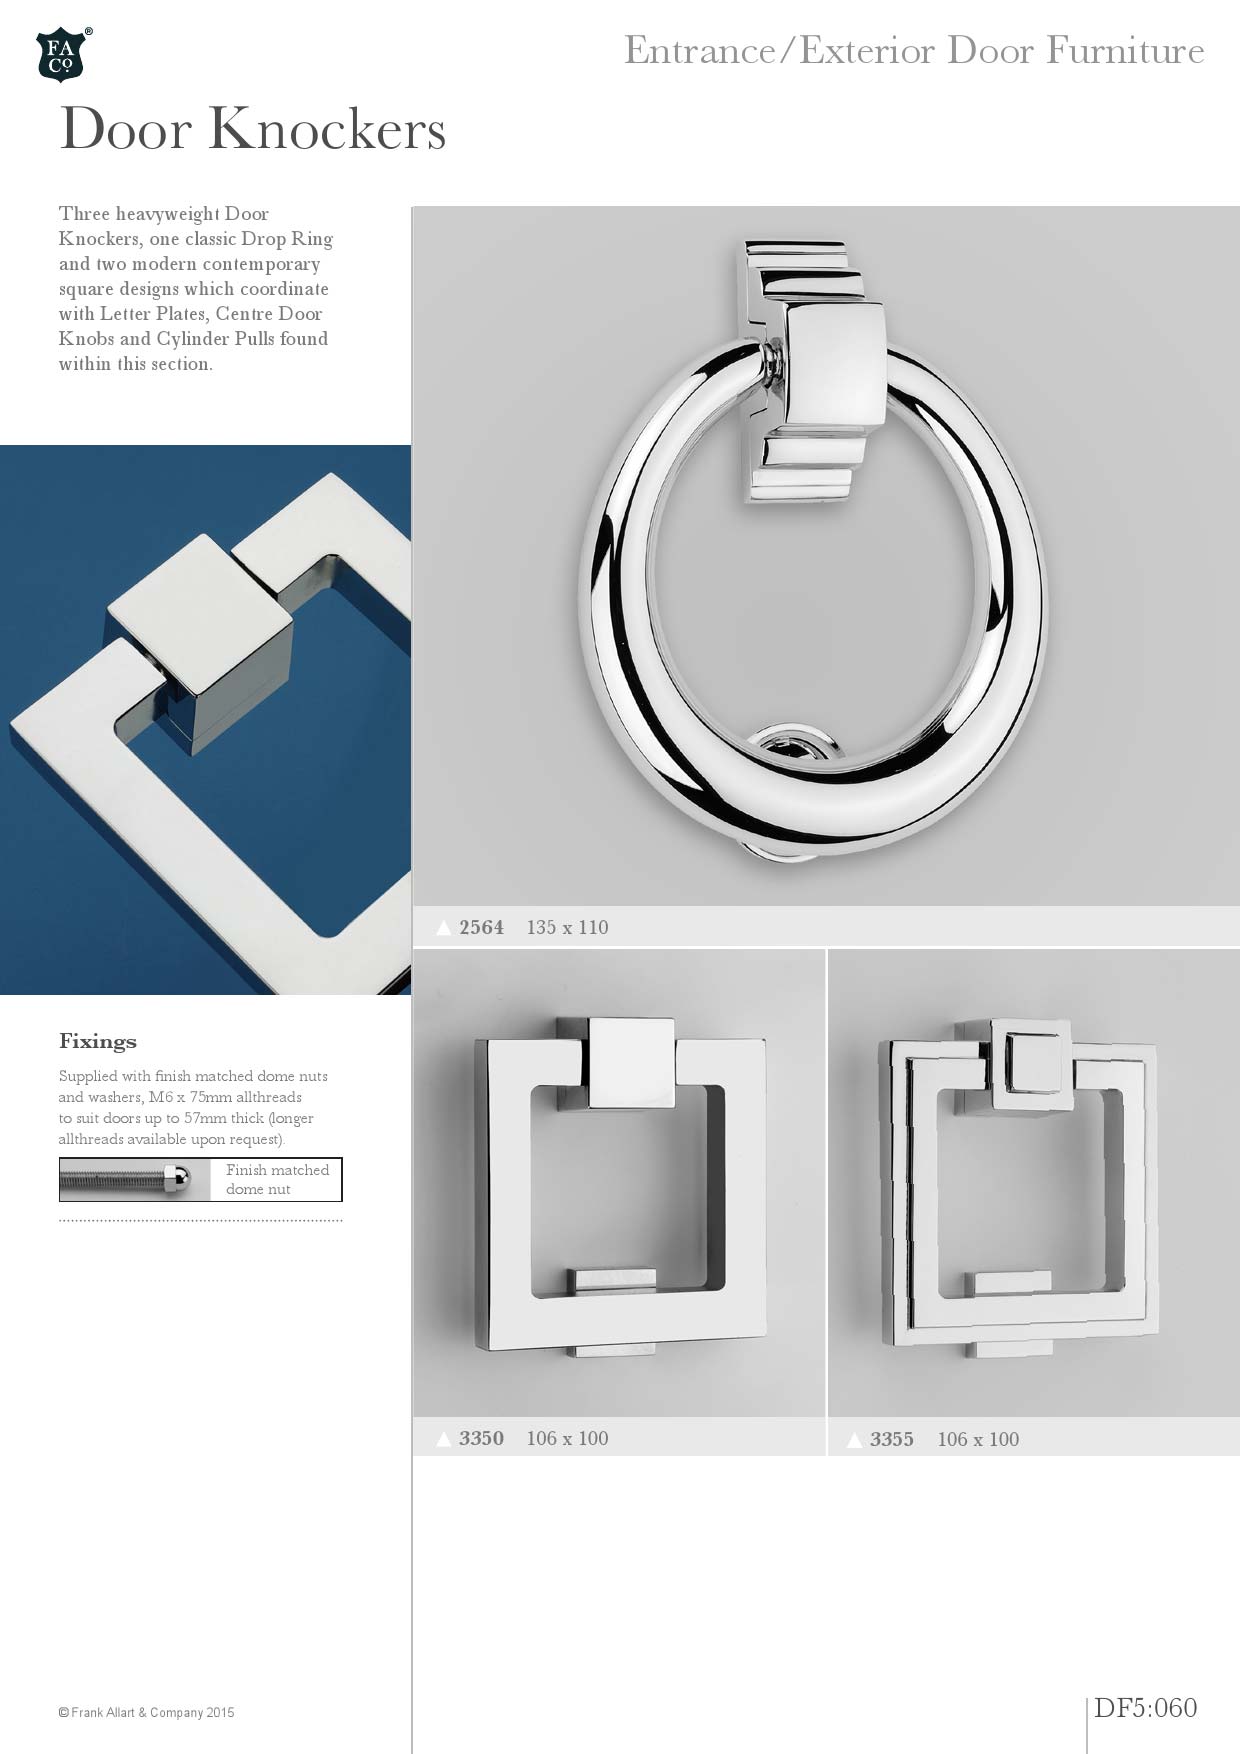 FA
Co.
®
Entrance/Exterior Door Furniture
Door Knockers
Three heavyweight Door
Knockers, one classic Drop Ring
and two modern contemporary
square designs which coordinate
with Letter Plates, Centre Door
Knobs and Cylinder Pulls found
within this section.
2564 135 x 110
Fixings
Supplied with finish matched dome nuts
and washers, M6 x 75mm allthreads
to suit doors up to 57mm thick (longer
allthreads available upon request).
Finish matched
dome nut
3350 106 x 100
3355 106 x 100
© Frank Allart & Company 2015
DF5:060